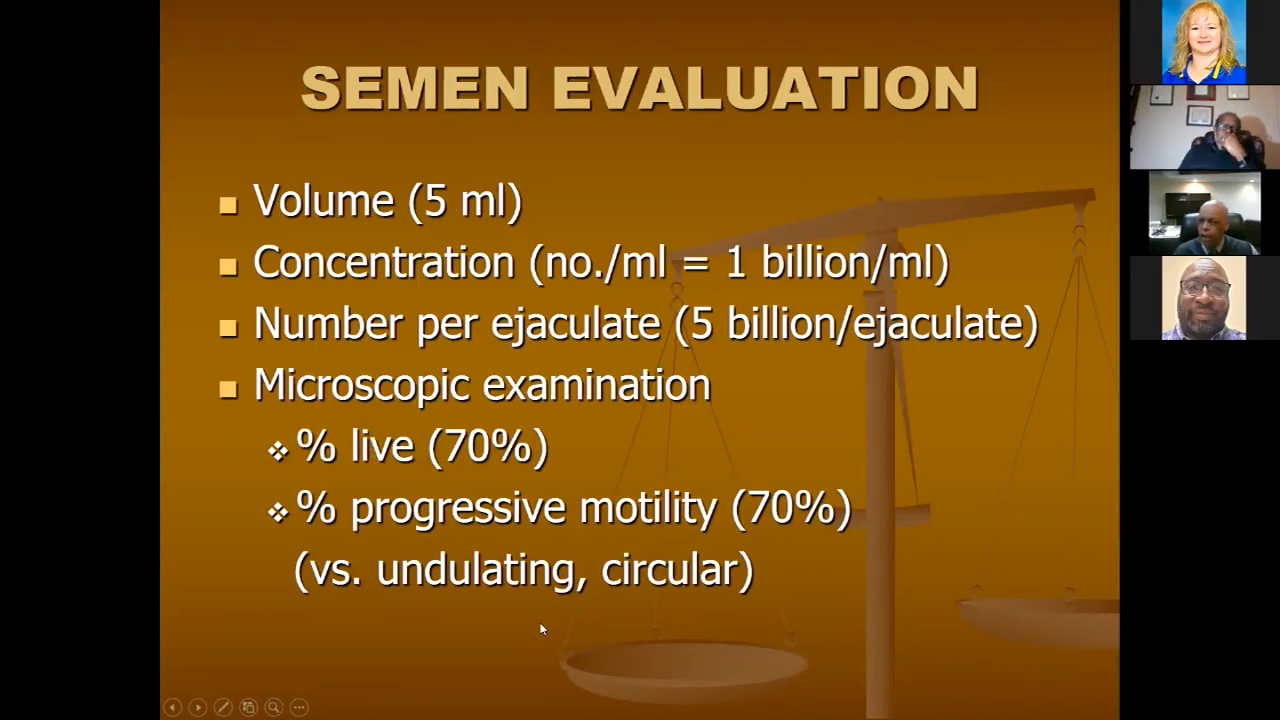 SEMEN EVALUATION
Volume (5 ml)
Concentration (no./ml = 1 billion/ml)
Number per ejaculate (5 billion/ejaculate)
Microscopic examination
% live (70%)
% progressive motility (70%)
(vs. undulating, circular)